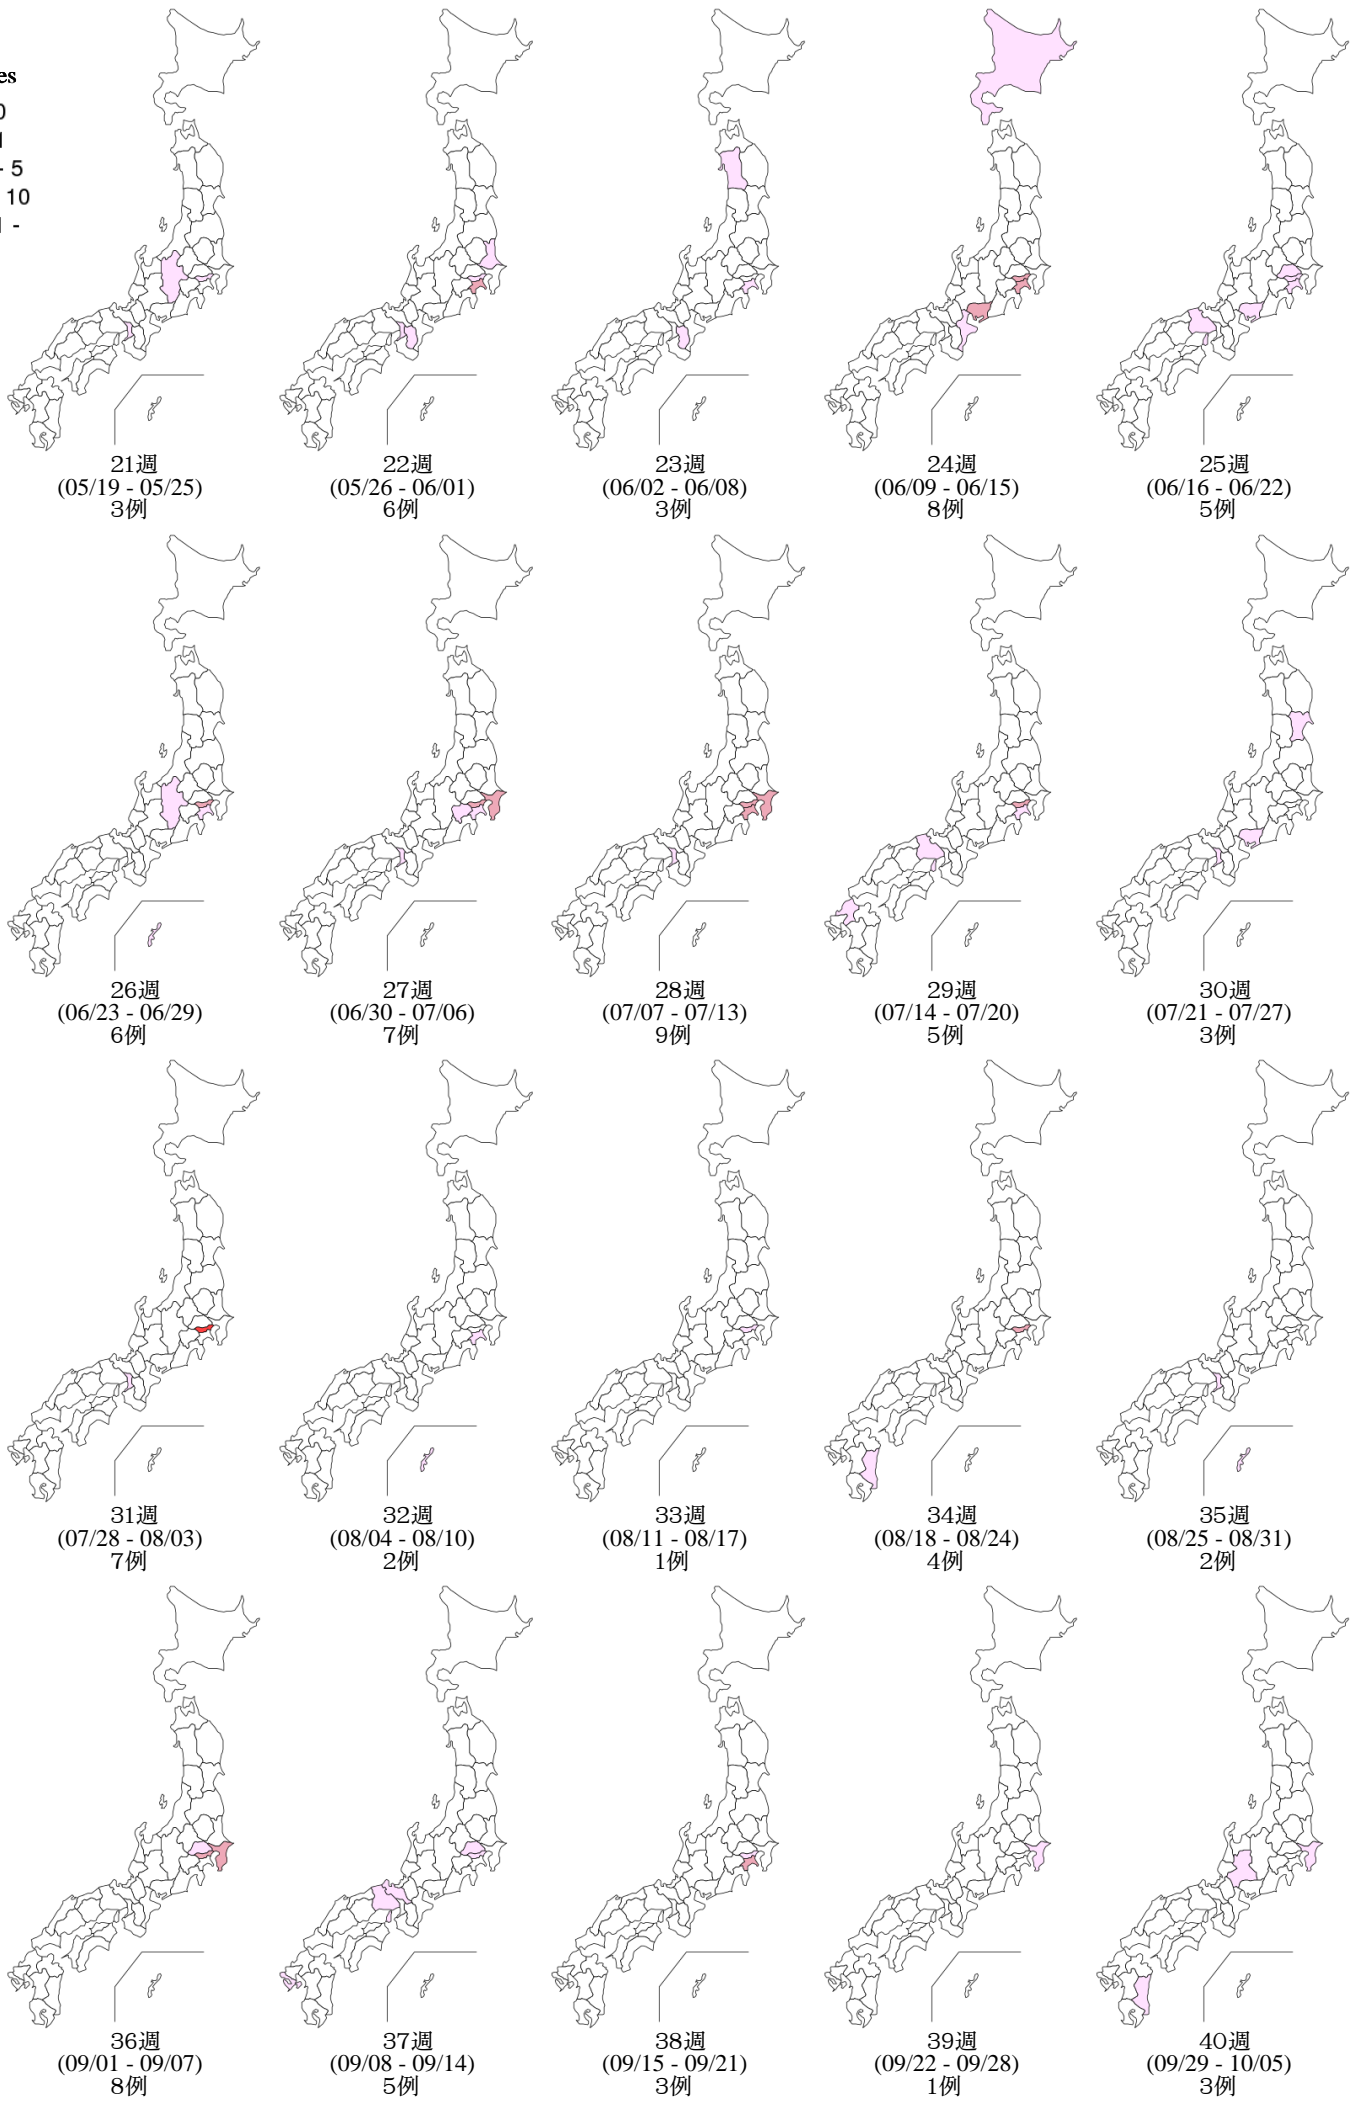 es
0
1
- 5
10
1 -
21週
(05/19 - 05/25)
3例
22週
(05/26 - 06/01)
6例
23週
(06/02 - 06/08)
3例
24週
(06/09 - 06/15)
8例
25週
(06/16 - 06/22)
5例
26週
(06/23 - 06/29)
6例
27週
(06/30 - 07/06)
7例
28週
(07/07 - 07/13)
9例
29週
(07/14 - 07/20)
5例
30週
(07/21 - 07/27)
3例
31週
(07/28 - 08/03)
7例
32週
(08/04 - 08/10)
2例
33週
(08/11 - 08/17)
1例
34週
(08/18 - 08/24)
4例
35週
(08/25 - 08/31)
2例
36週
(09/01 - 09/07)
8例
37週
(09/08 - 09/14)
5例
38週
(09/15 - 09/21)
3例
39週
(09/22 - 09/28)
1例
40週
(09/29 - 10/05)
3例